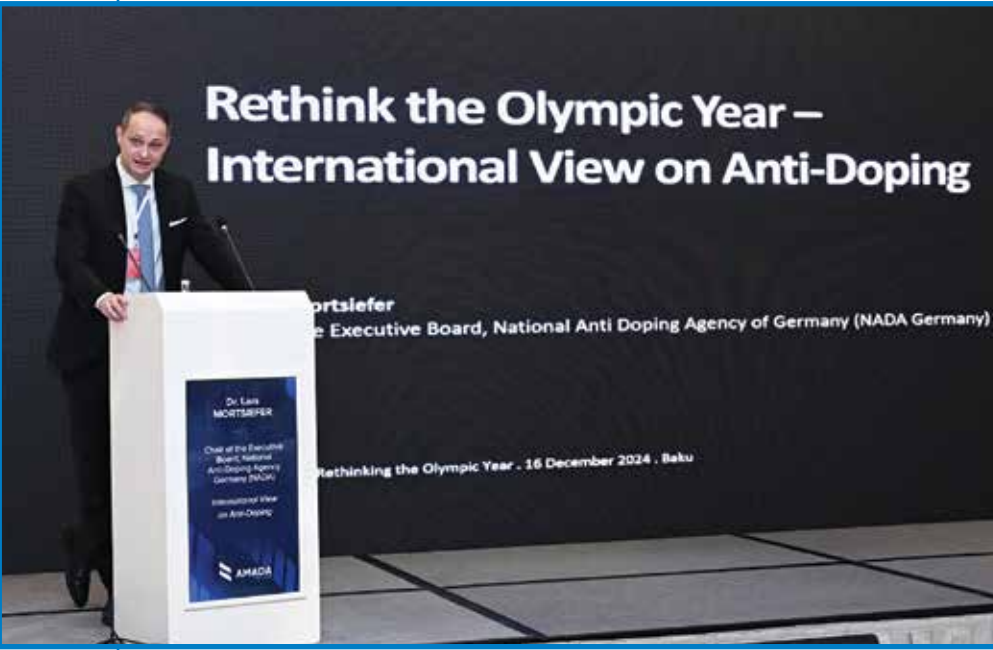 Rethink the Olympic Year –
International View on Anti-Doping
ortsiefer
e Executive Board, National Anti Doping Agency of Germany (NADA Germany)
Rethinking the Olympic Year . 16 December 2024 . Baku
Dr. Lars
MORTSIEFER
Chair of the Executive
Board, National
Anti-Doping Agency
Germany (NADA)
International View
on Anti-Doping
AMADA